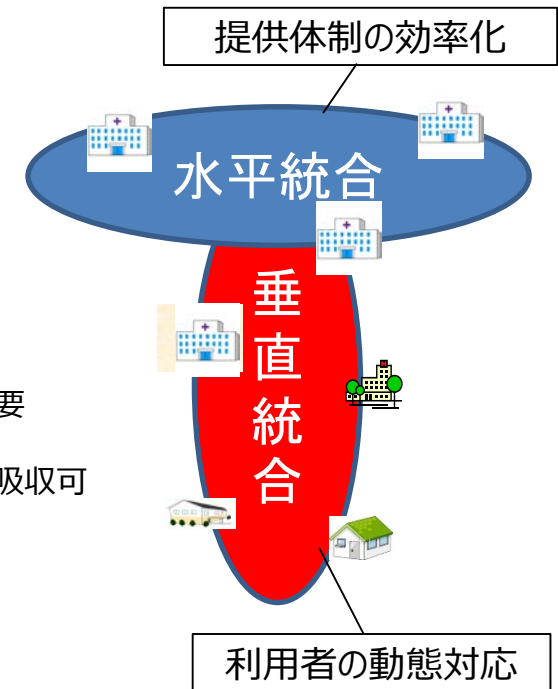 提供体制の効率化
水平統合
垂直統合
要
吸収可
利用者の動態対応